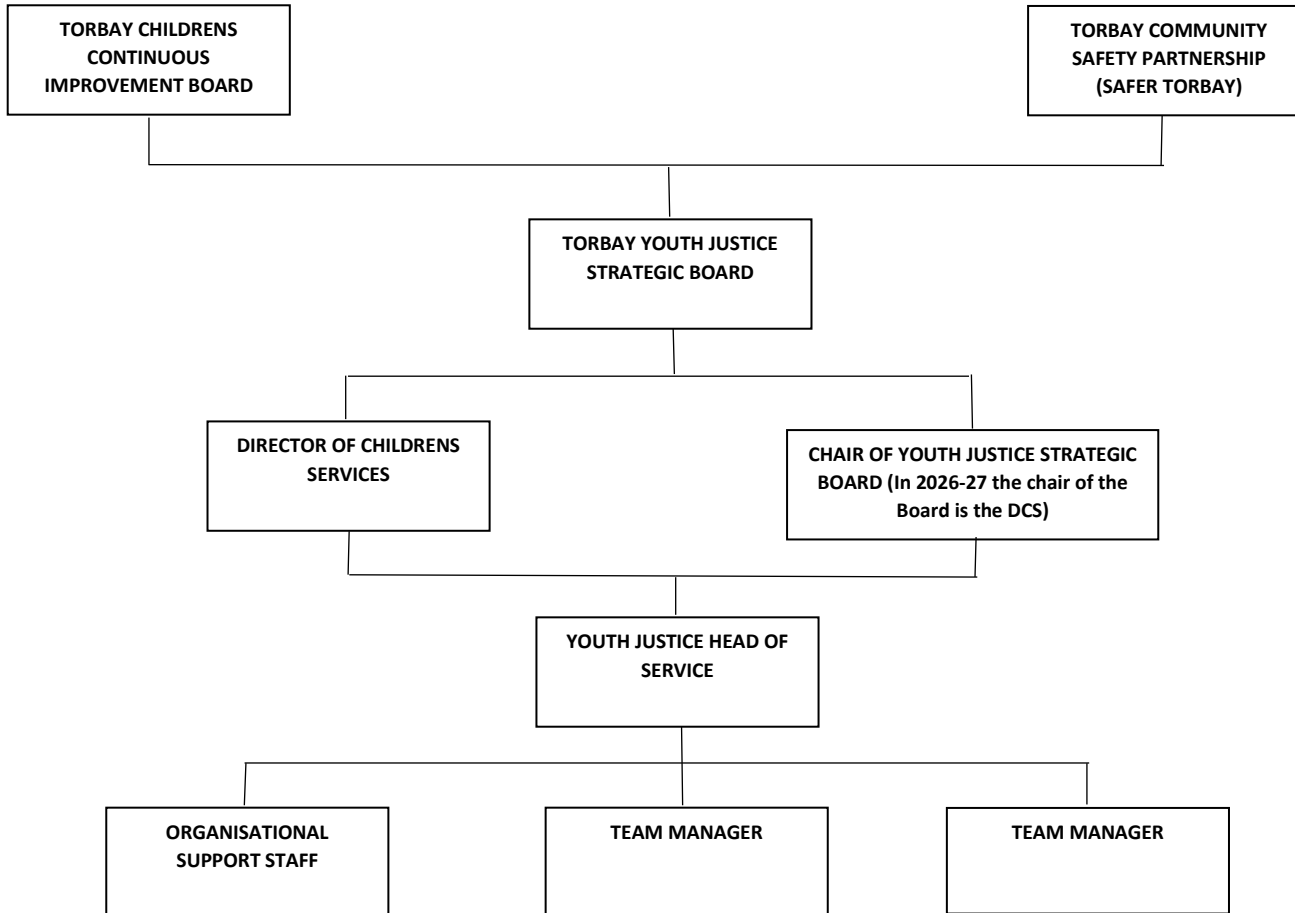 TORBAY CHILDRENS
CONTINUOUS
IMPROVEMENT BOARD
TORBAY COMMUNITY
SAFETY PARTNERSHIP
(SAFER TORBAY)
TORBAY YOUTH JUSTICE
STRATEGIC BOARD
DIRECTOR OF CHILDRENS
SERVICES
CHAIR OF YOUTH JUSTICE STRATEGIC
BOARD (In 2026-27 the chair of the
Board is the DCS)
YOUTH JUSTICE HEAD OF
SERVICE
ORGANISATIONAL
SUPPORT STAFF
TEAM MANAGER
TEAM MANAGER